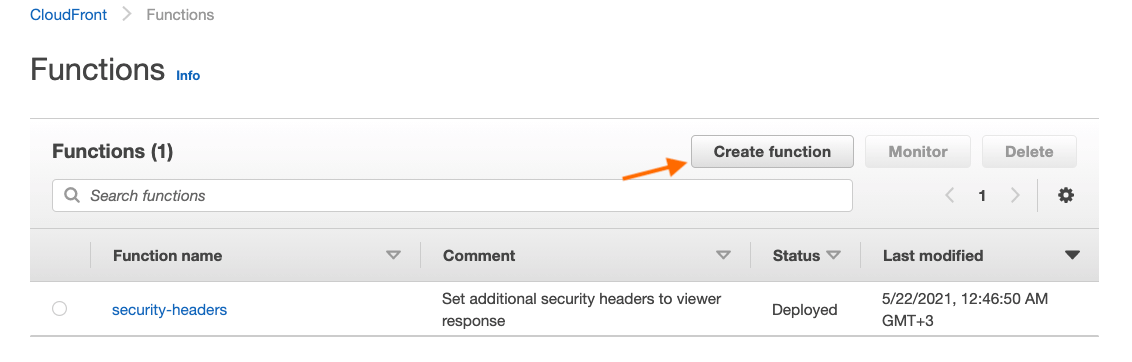 CloudFront > Functions
Functions Info
Functions (1) Create function Monitor Delete
Search functions < 1 >
Function name Comment Status Last modified
security-headers Set additional security headers to viewer response Deployed 5/22/2021, 12:46:50 AM GMT+3